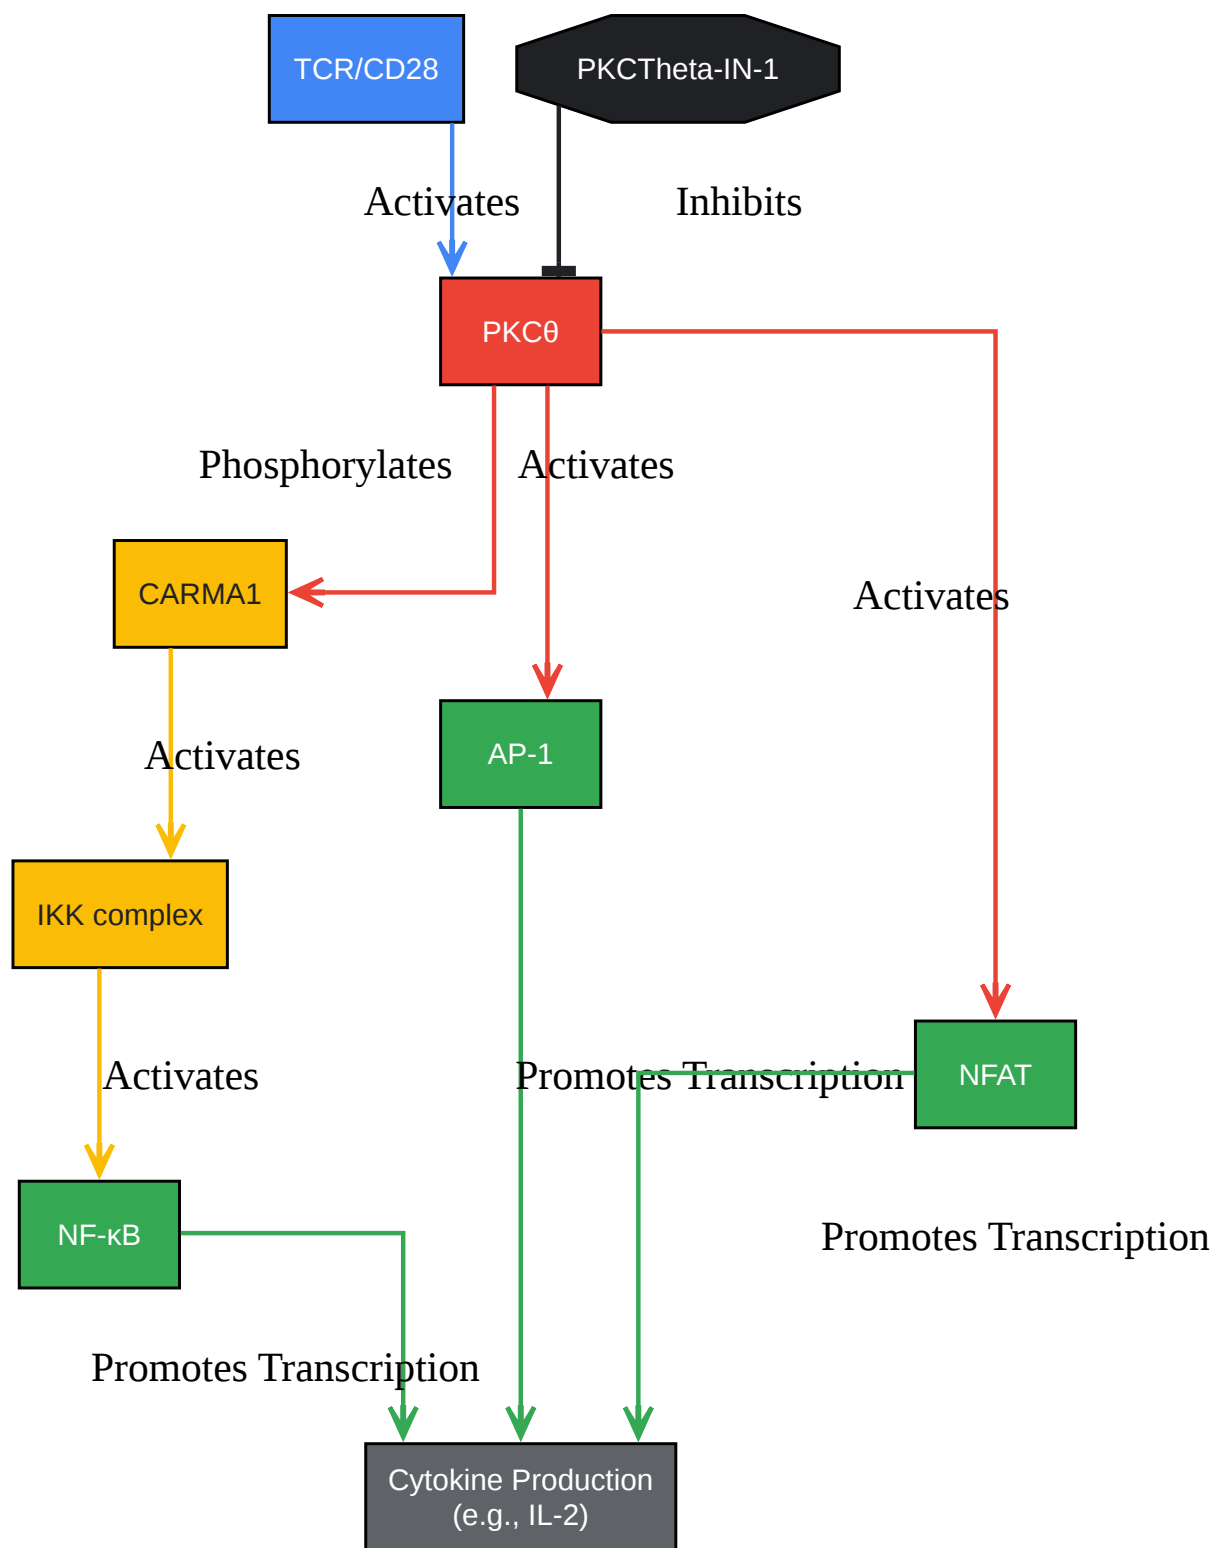 TCR/CD28
PKCTheta-IN-1
Activates
Inhibits
PKCθ
Phosphorylates
Activates
CARMA1
Activates
AP-1
Activates
IKK complex
Activates
Promotes Transcription
NFAT
NF-κB
Promotes Transcription
Promotes Transcription
Cytokine Production
(e.g., IL-2)